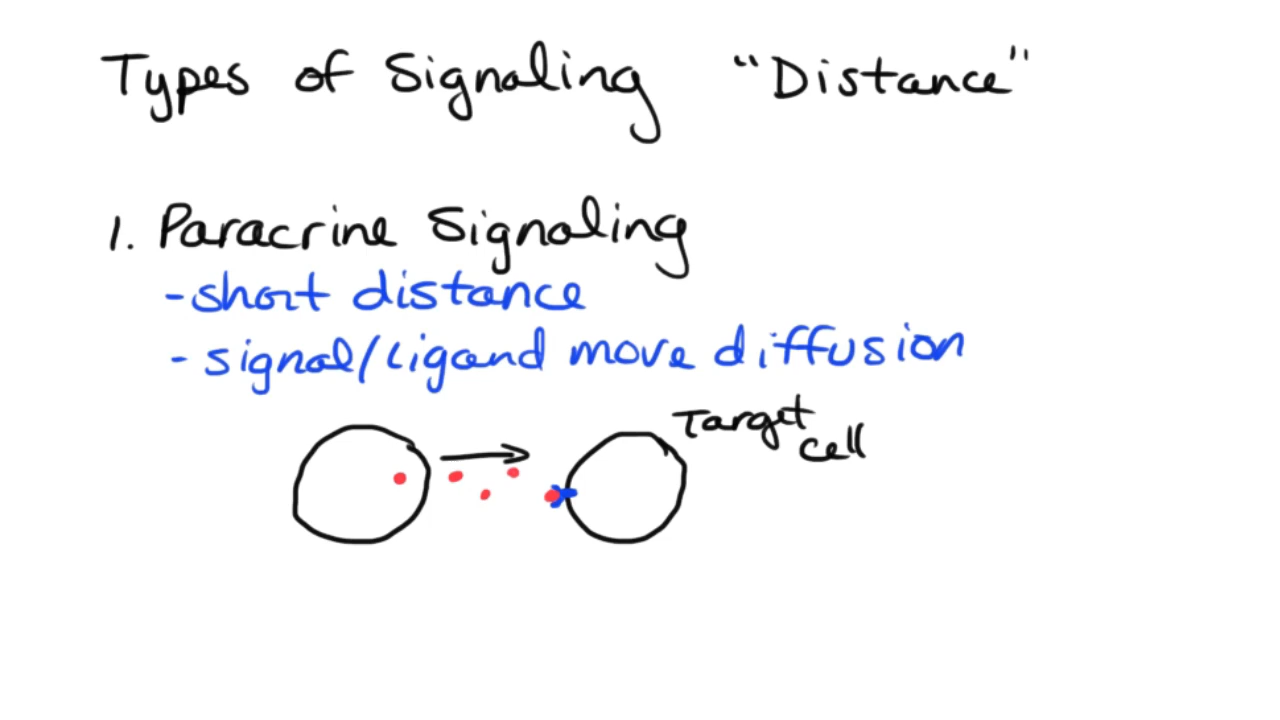 Types of Signaling "Distance"
1. Paracrine Signaling
-short distance
- signal/Ligand move diffusion
Target
cell